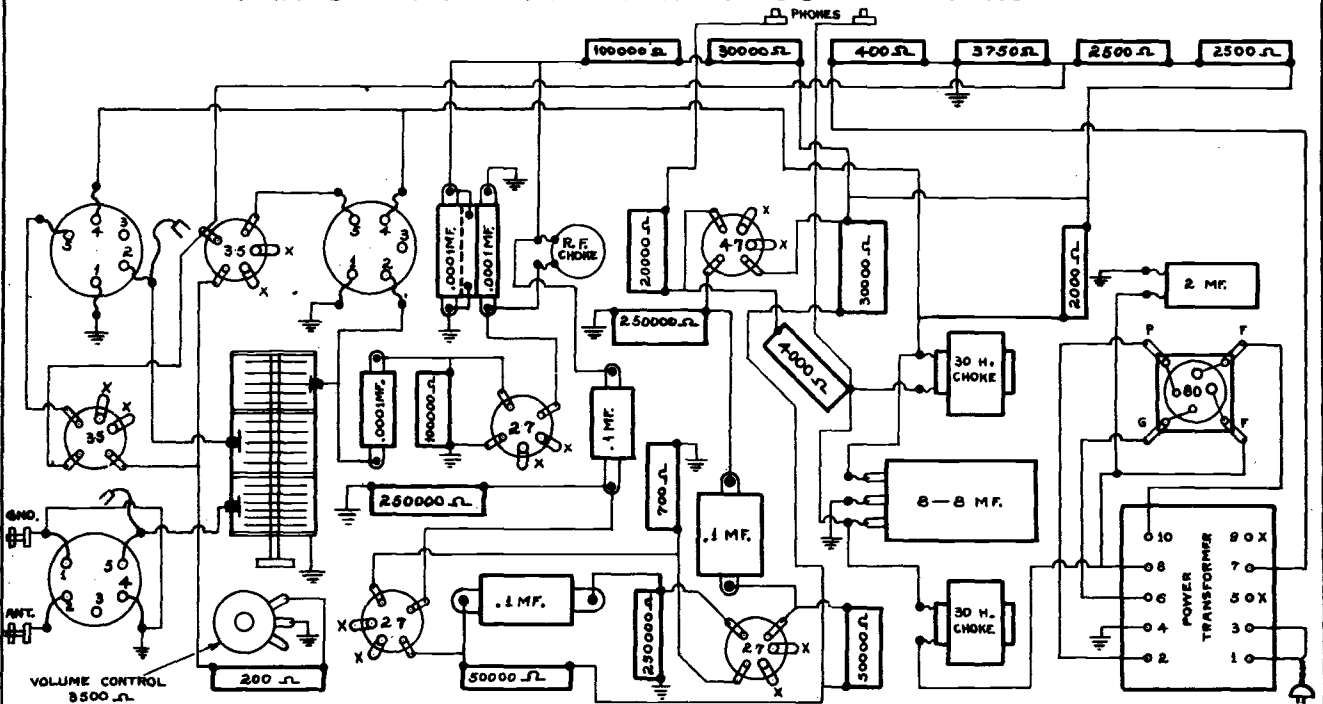 PHONES
100000 Ω
30000 Ω
400 Ω
3750 Ω
2500 Ω
2500 Ω
5
4
3
2
1
35
X
X
3
4
3
1
2
.0001 MF.
.0001 MF.
R.F.
CHOKE
20000 Ω
47
X
X
30000 Ω
2000 Ω
2 MF.
250000 Ω
4000 Ω
30 H.
CHOKE
P
F
80
G
F
35
X
X
.0001 MF.
100000 Ω
27
X
X
.1 MF.
250000 Ω
700 Ω
.1 MF.
8-8 MF.
GND.
ANT.
1
5
2
4
3
27
X
X
.1 MF.
250000 Ω
27
X
X
50000 Ω
30 H.
CHOKE
POWER
TRANSFORMER
10
9 X
8
7
6
5 X
4
3
2
1
VOLUME CONTROL
3500 Ω
200 Ω
50000 Ω